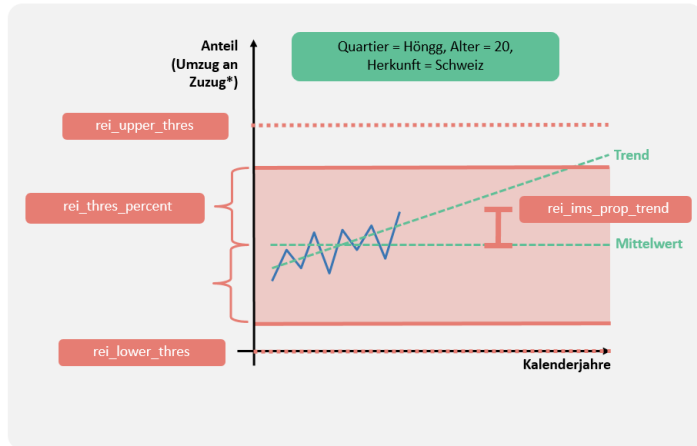 Anteil
(Umzug an
Zuzug*)
Quartier = Höngg, Alter = 20,
Herkunft = Schweiz
rei_upper_thres
Trend
rei_thres_percent
rei_ims_prop_trend
Mittelwert
rei_lower_thres
Kalenderjahre